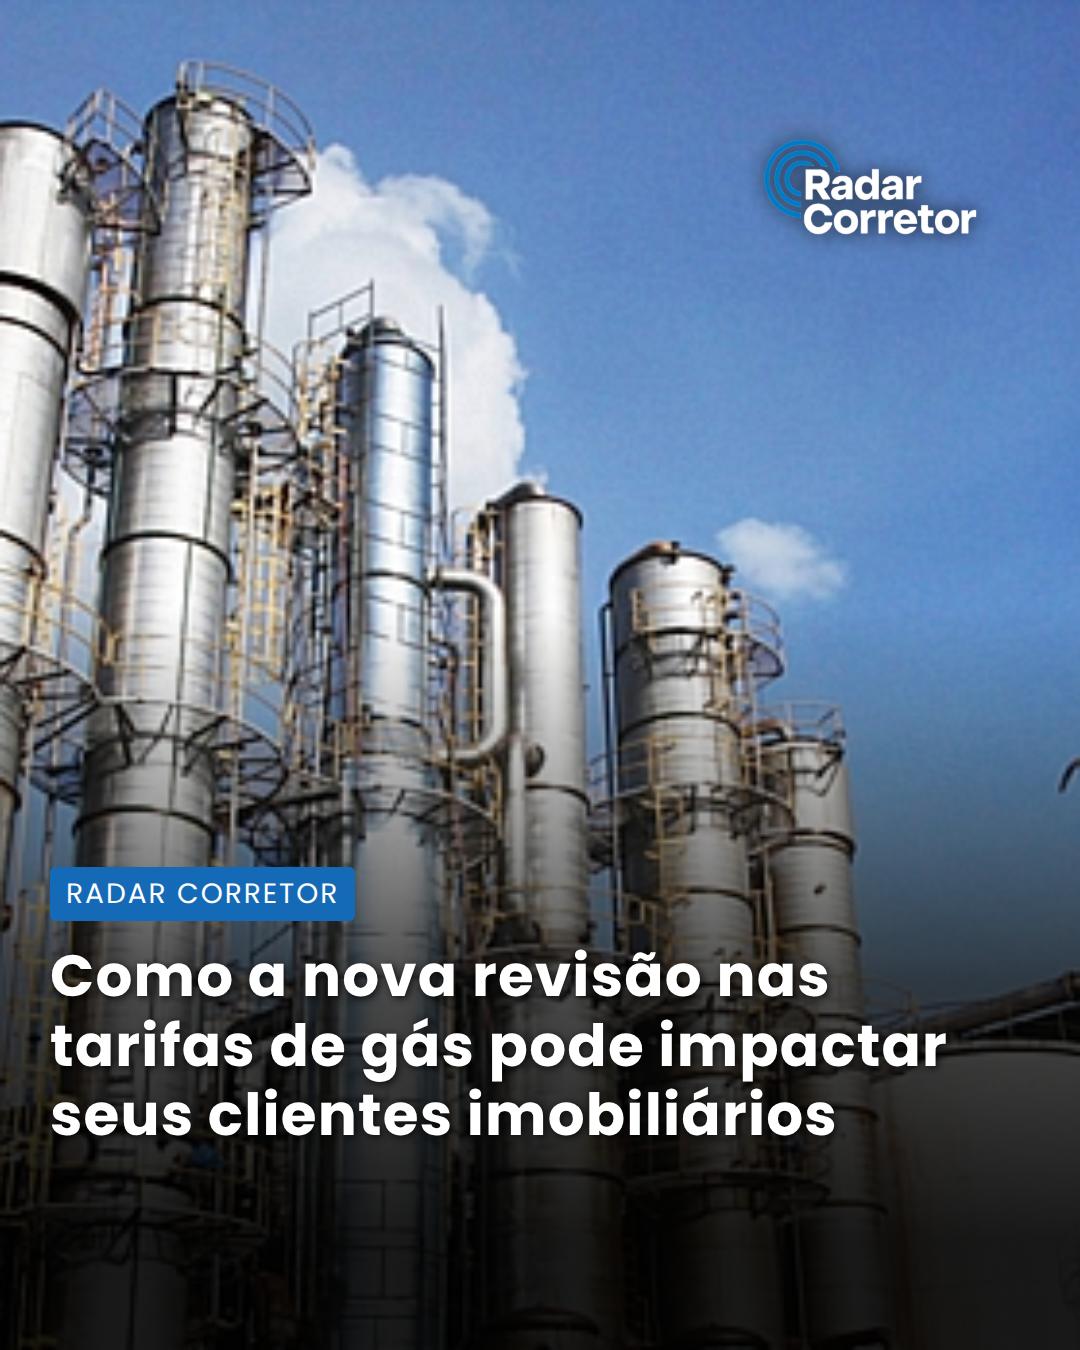 Radar
Corretor
RADAR CORRETOR
Como a nova revisão nas
tarifas de gás pode impactar
seus clientes imobiliários